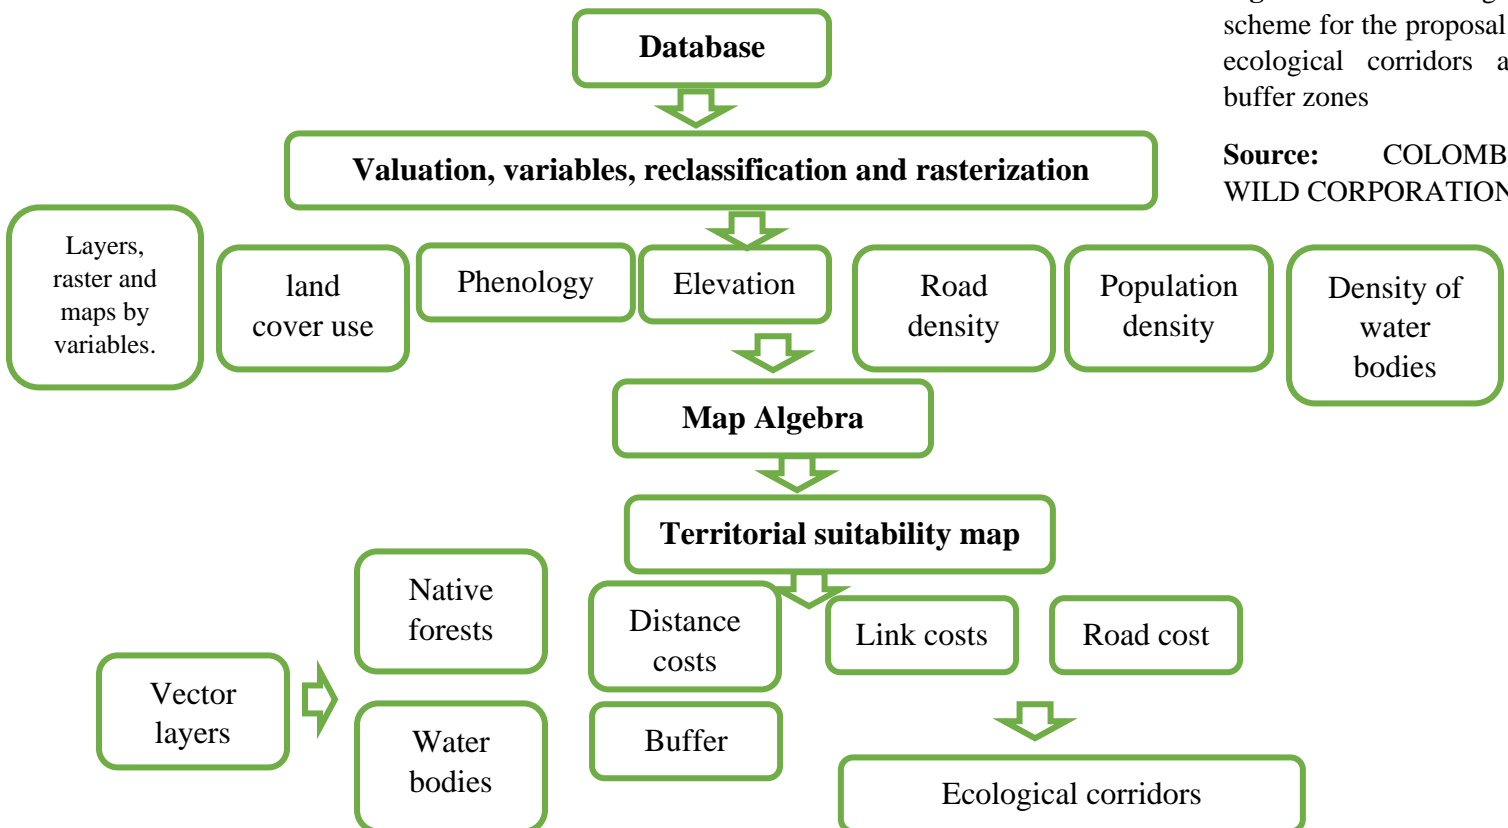 Database
scheme for the proposal
ecological corridors a
buffer zones
Source: COLOMB
WILD CORPORATION
Valuation, variables, reclassification and rasterization
Layers,
raster and
maps by
variables.
land
cover use
Phenology
Elevation
Road
density
Population
density
Density of
water
bodies
Map Algebra
Territorial suitability map
Native
forests
Distance
costs
Link costs
Road cost
Vector
layers
Water
bodies
Buffer
Ecological corridors